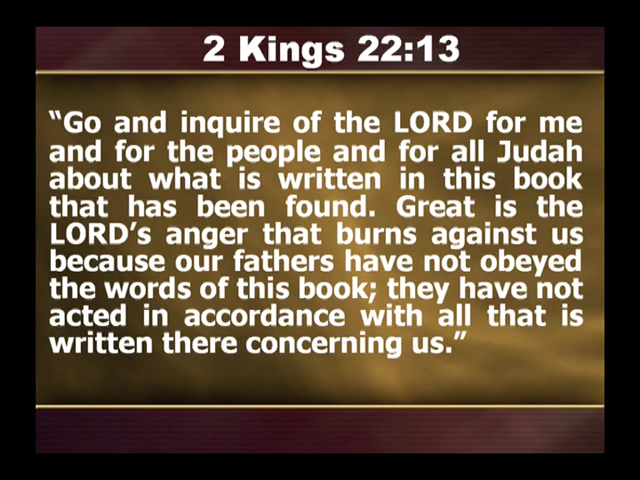 2 Kings 22:13
“Go and inquire of the LORD for me
and for the people and for all Judah
about what is written in this book
that has been found. Great is the
LORD’s anger that burns against us
because our fathers have not obeyed
the words of this book; they have not
acted in accordance with all that is
written there concerning us.”